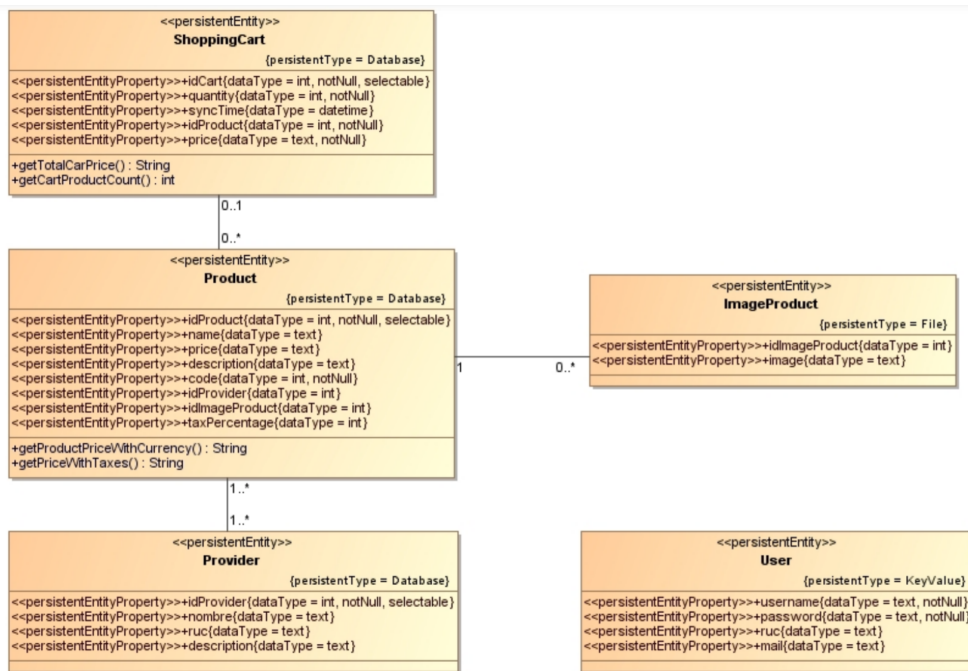 <<persistentEntity>>
ShoppingCart
{persistentType = Database}
<<persistentEntityProperty>>+idCart{dataType = int, notNull, selectable}
<<persistentEntityProperty>>+quantity{dataType = int, notNull}
<<persistentEntityProperty>>+syncTime{dataType = datetime}
<<persistentEntityProperty>>+idProduct{dataType = int, notNull}
<<persistentEntityProperty>>+price{dataType = text, notNull}
+getTotalCarPrice() : String
+getCartProductCount() : int
0..1
0..*
<<persistentEntity>>
Product
{persistentType = Database}
<<persistentEntityProperty>>+idProduct{dataType = int, notNull, selectable}
<<persistentEntityProperty>>+name{dataType = text}
<<persistentEntityProperty>>+price{dataType = text}
<<persistentEntityProperty>>+description{dataType = text}
<<persistentEntityProperty>>+code{dataType = int, notNull}
<<persistentEntityProperty>>+idProvider{dataType = int}
<<persistentEntityProperty>>+idImageProduct{dataType = int}
<<persistentEntityProperty>>+taxPercentage{dataType = int}
+getProductPriceWithCurrency() : String
+getPriceWithTaxes() : String
1
0..*
<<persistentEntity>>
ImageProduct
{persistentType = File}
<<persistentEntityProperty>>+idImageProduct{dataType = int}
<<persistentEntityProperty>>+image{dataType = text}
1..*
1..*
<<persistentEntity>>
Provider
{persistentType = Database}
<<persistentEntityProperty>>+idProvider{dataType = int, notNull, selectable}
<<persistentEntityProperty>>+nombre{dataType = text}
<<persistentEntityProperty>>+ruc{dataType = text}
<<persistentEntityProperty>>+description{dataType = text}
<<persistentEntity>>
User
{persistentType = KeyValue}
<<persistentEntityProperty>>+username{dataType = text, notNull}
<<persistentEntityProperty>>+password{dataType = text, notNull}
<<persistentEntityProperty>>+ruc{dataType = text}
<<persistentEntityProperty>>+mail{dataType = text}